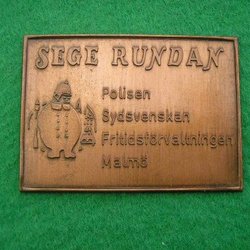 SEGE RUNDAN
Polisen
Sydsvenskan
Fritidsförvaltningen
Malmö